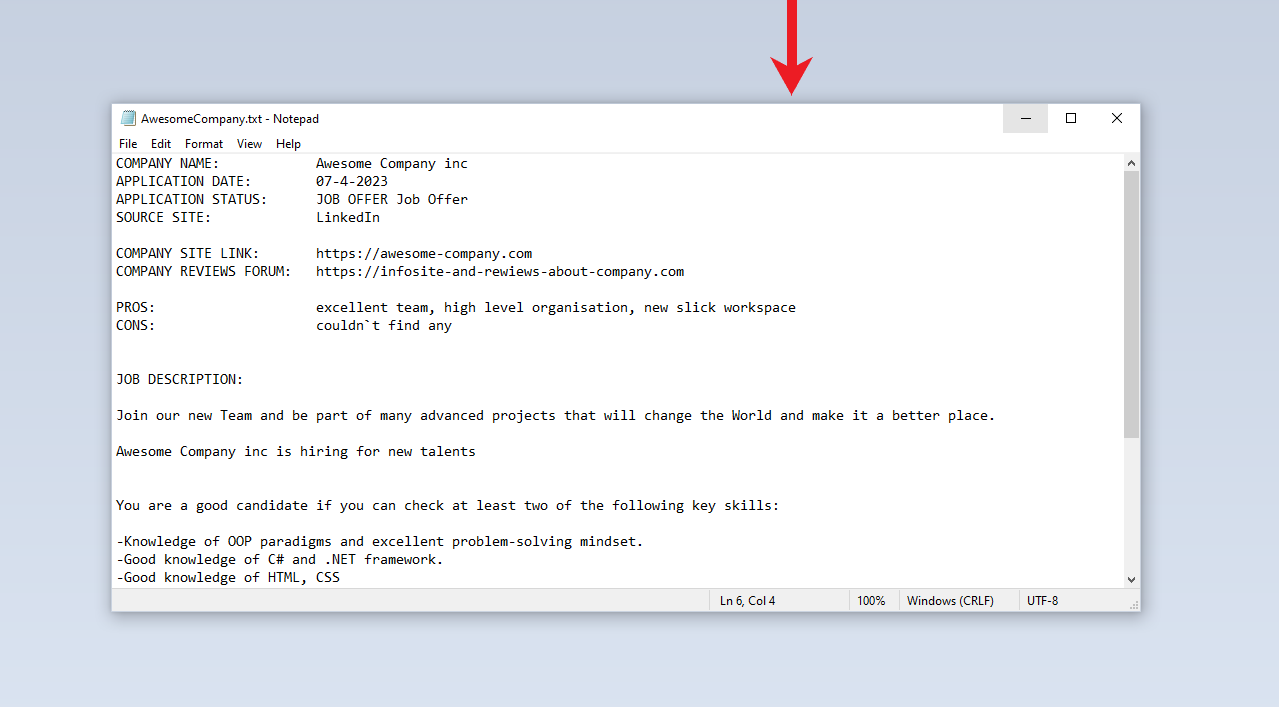 AwesomeCompany.txt - Notepad
File Edit Format View Help
COMPANY NAME: Awesome Company inc
APPLICATION DATE: 07-4-2023
APPLICATION STATUS: JOB OFFER Job Offer
SOURCE SITE: LinkedIn
COMPANY SITE LINK: https://awesome-company.com
COMPANY REVIEWS FORUM: https://infosite-and-rewiews-about-company.com
PROS: excellent team, high level organisation, new slick workspace
CONS: couldn`t find any
JOB DESCRIPTION:
Join our new Team and be part of many advanced projects that will change the World and make it a better place.
Awesome Company inc is hiring for new talents
You are a good candidate if you can check at least two of the following key skills:
-Knowledge of OOP paradigms and excellent problem-solving mindset.
-Good knowledge of C# and .NET framework.
-Good knowledge of HTML, CSS
Ln 6, Col 4 100% Windows (CRLF) UTF-8